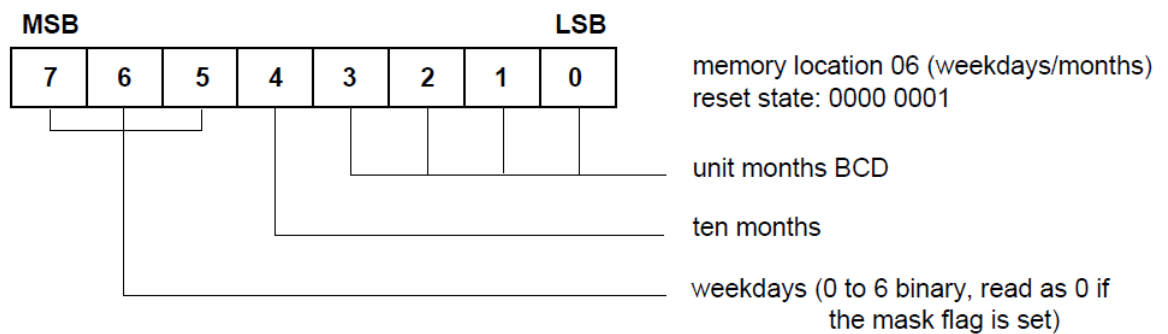 MSB LSB
7 6 5 4 3 2 1 0
memory location 06 (weekdays/months)
reset state: 0000 0001
unit months BCD
ten months
weekdays (0 to 6 binary, read as 0 if
the mask flag is set)